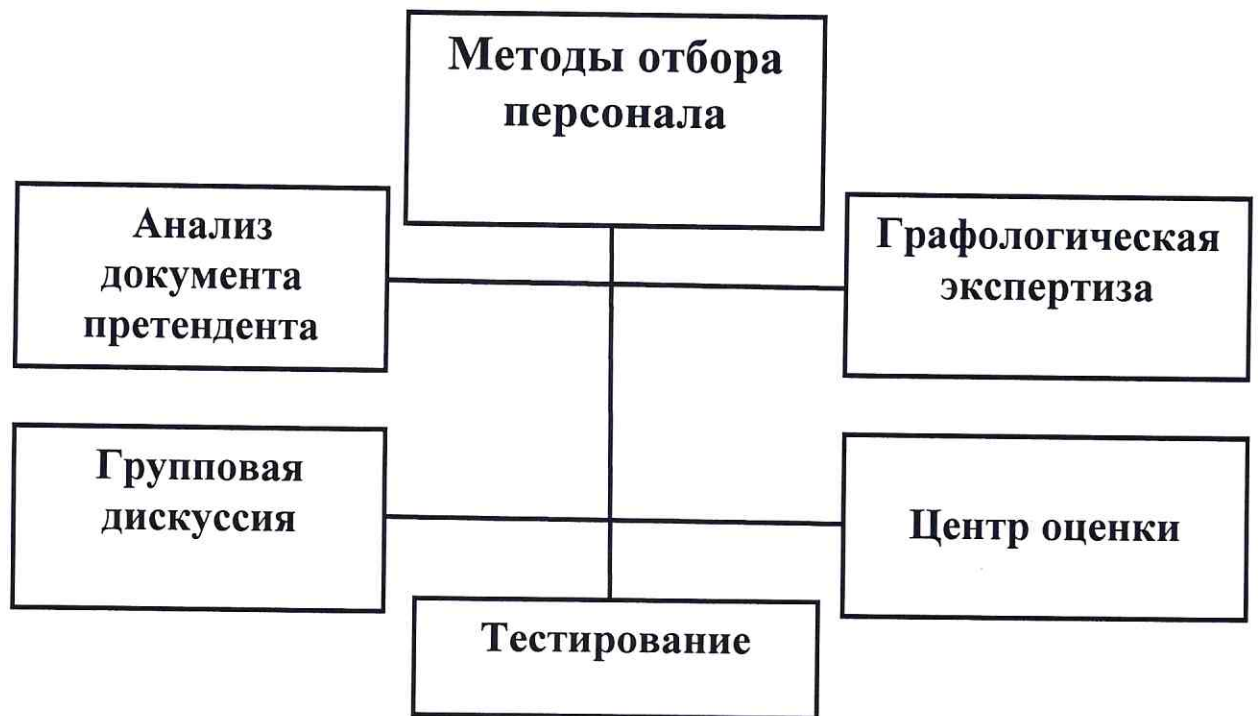 Методы отбора
персонала
Анализ
документа
претендента
Графологическая
экспертиза
Групповая
дискуссия
Центр оценки
Тестирование